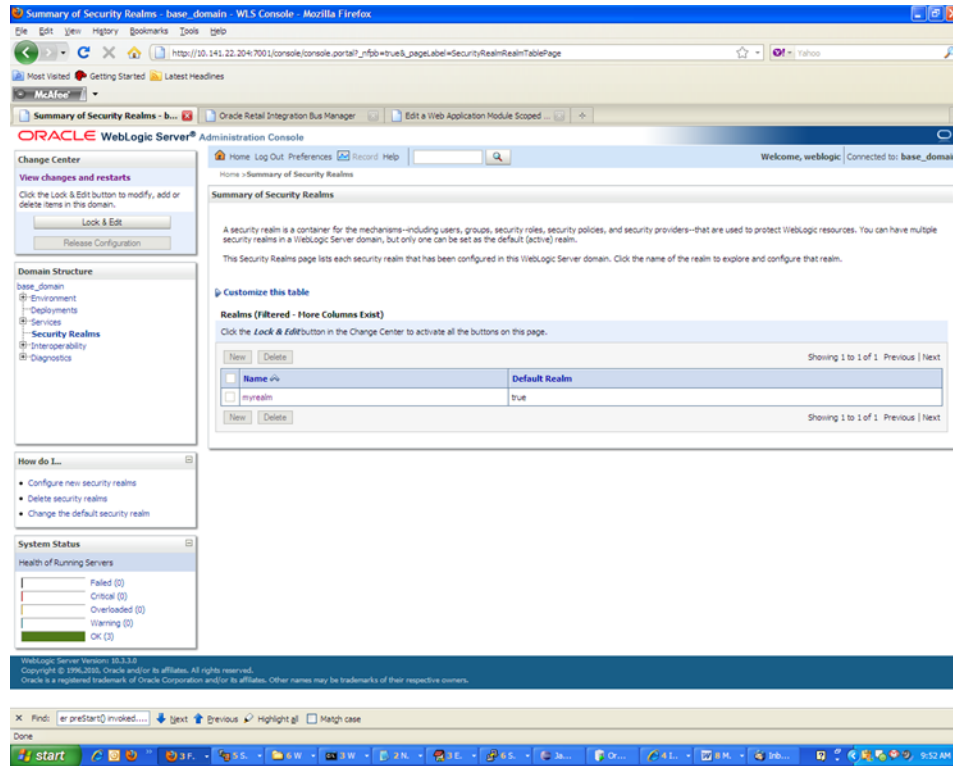 Summary of Security Realms - base_domain - WLS Console - Mozilla Firefox
File Edit View History Bookmarks Tools Help
http://10.141.22.204:7001/console/console.portal?_nfpb=true&_pageLabel=SecurityRealmRealmTablePage
Yahoo
Most Visited Getting Started Latest Headlines
McAfee
Summary of Security Realms - b... Oracle Retail Integration Bus Manager Edit a Web Application Module Scoped ...
ORACLE WebLogic Server® Administration Console
Change Center
View changes and restarts
Click the Lock & Edit button to modify, add or
delete items in this domain.
Lock & Edit
Release Configuration
Domain Structure
base_domain
Environment
Deployments
Services
Security Realms
Interoperability
Diagnostics
How do I...
Configure new security realms
Delete security realms
Change the default security realm
System Status
Health of Running Servers
Failed (0)
Critical (0)
Overloaded (0)
Warning (0)
OK (3)
Home Log Out Preferences Record Help
Welcome, weblogic Connected to: base_domain
Home >Summary of Security Realms
Summary of Security Realms
A security realm is a container for the mechanisms--including users, groups, security roles, security policies, and security providers--that are used to protect WebLogic resources. You can have multiple
security realms in a WebLogic Server domain, but only one can be set as the default (active) realm.
This Security Realms page lists each security realm that has been configured in this WebLogic Server domain. Click the name of the realm to explore and configure that realm.
Customize this table
Realms (Filtered - More Columns Exist)
Click the Lock & Edit button in the Change Center to activate all the buttons on this page.
New Delete Showing 1 to 1 of 1 Previous | Next
Name Default Realm
myrealm true
New Delete Showing 1 to 1 of 1 Previous | Next
WebLogic Server Version: 10.3.3.0
Copyright © 1996,2010, Oracle and/or its affiliates. All rights reserved.
Oracle is a registered trademark of Oracle Corporation and/or its affiliates. Other names may be trademarks of their respective owners.
Find: er preStart() invoked.... Next Previous Highlight all Match case
Done
start 3 F. 5 S. 6 W 3 W 2 N. 3 E. 6 S. Ja... Or... 4 I.. 8 M. Inb... 9:52 AM